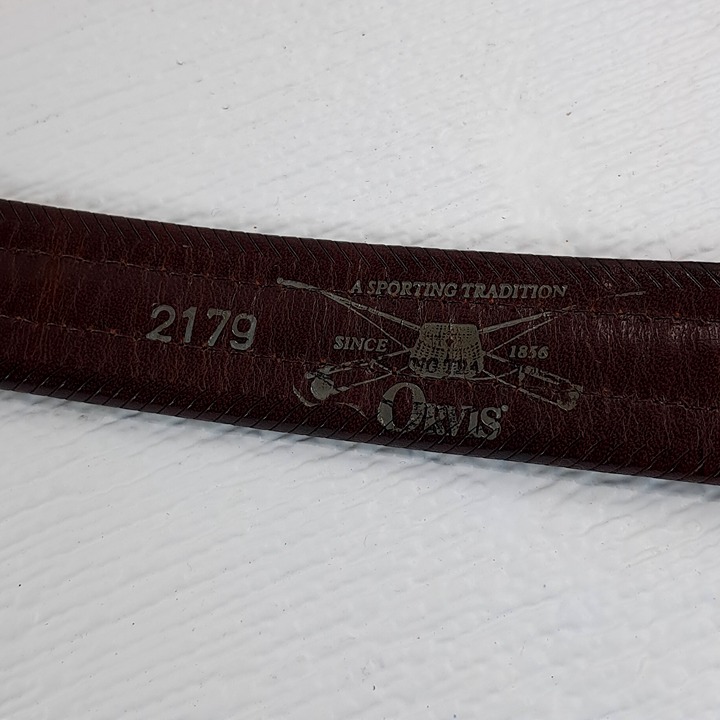 A SPORTING TRADITION
2179
SINCE 1856
ORVIS